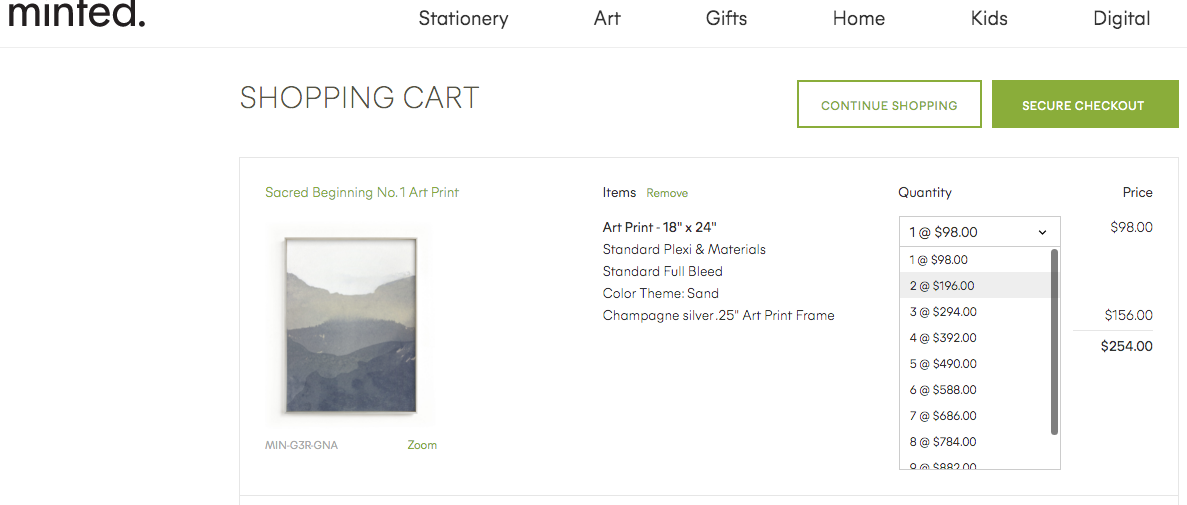 minted.
Stationery Art Gifts Home Kids Digital
SHOPPING CART
CONTINUE SHOPPING
SECURE CHECKOUT
Sacred Beginning No. 1 Art Print
Items Remove
Quantity
Price
Art Print - 18" x 24"
Standard Plexi & Materials
Standard Full Bleed
Color Theme: Sand
Champagne silver .25" Art Print Frame
1 @ $98.00
1 @ $98.00
2 @ $196.00
3 @ $294.00
4 @ $392.00
5 @ $490.00
6 @ $588.00
7 @ $686.00
8 @ $784.00
9 @ $882.00
$98.00
$156.00
$254.00
MIN-G3R-GNA
Zoom